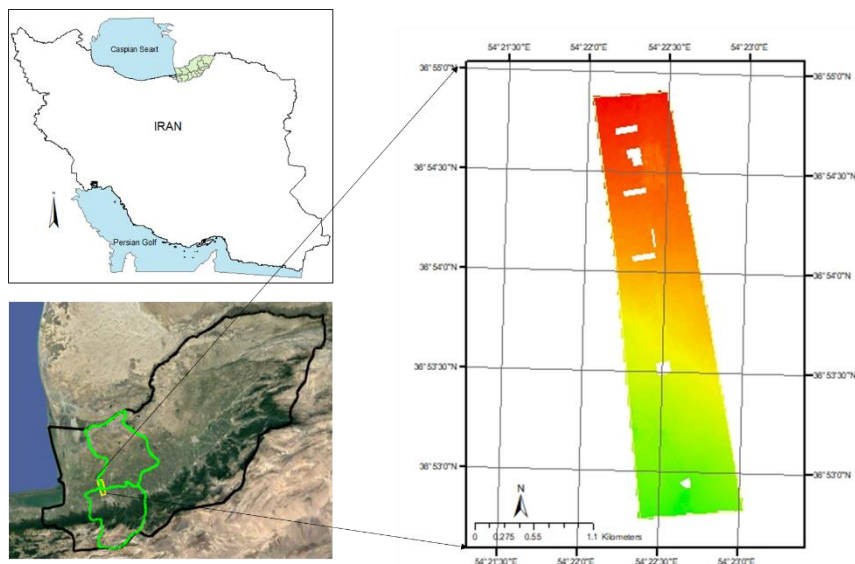 Caspian Seaxt
IRAN
Persian Golf
54°21'30"E 54°22'0"E 54°22'30"E 54°23'0"E
36°55'0"N 36°55'0"N
36°54'30"N 36°54'30"N
36°54'0"N 36°54'0"N
36°53'30"N 36°53'30"N
36°53'0"N 36°53'0"N
N
0 0.275 0.55 1.1 Kilometers
54°21'30"E 54°22'0"E 54°22'30"E 54°23'0"E